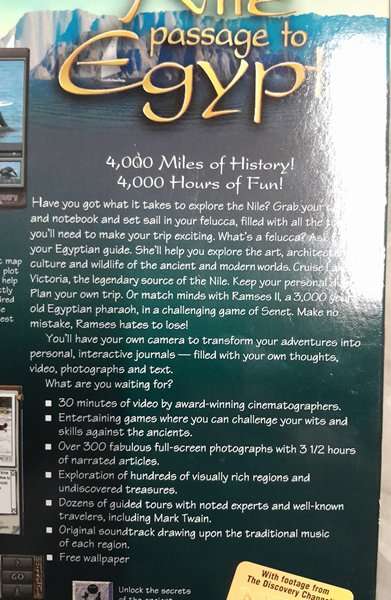 Nile
passage to
Egypt
4,000 Miles of History!
4,000 Hours of Fun!
Have you got what it takes to explore the Nile? Grab your
and notebook and set sail in your felucca, filled with all the
you'll need to make your trip exciting. What's a felucca? Ask
your Egyptian guide. She'll help you explore the art,
culture and wildlife of the ancient and modern worlds. Cruise
Victoria, the legendary source of the Nile. Keep your personal
Plan your own trip. Or match minds with Ramses II, a 3,000
old Egyptian pharaoh, in a challenging game of Senet. Make no
mistake, Ramses hates to lose!
You'll have your own camera to transform your adventures into
personal, interactive journals — filled with your own thoughts,
video, photographs and text.
What are you waiting for?
■ 30 minutes of video by award-winning cinematographers.
■ Entertaining games where you can challenge your wits and
skills against the ancients.
■ Over 300 fabulous full-screen photographs with 3 1/2 hours
of narrated articles.
■ Exploration of hundreds of visually rich regions and
undiscovered treasures.
■ Dozens of guided tours with noted experts and well-known
travelers, including Mark Twain.
■ Original soundtrack drawing upon the traditional music
of each region.
■ Free wallpaper
map
plot
help
GO
Unlock the secrets
With footage from
The Discovery Channel